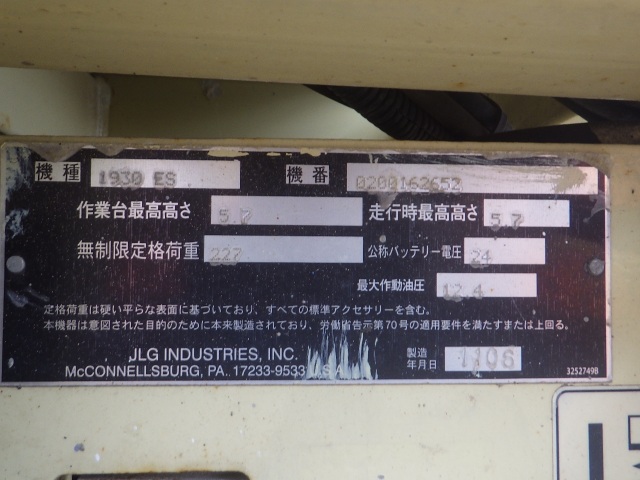 機種 1930 ES 機番 0200162652
作業台最高高さ 5.7 走行時最高高さ 5.7
無制限定格荷重 227 公称バッテリー電圧 24
最大作動油圧 12.4
定格荷重は硬い平らな表面に基づいており、すべての標準アクセサリーを含む。
本機器は意図された目的のために本来製造されており、労働省告示第70号の適用要件を満たすまたは上回る。
JLG INDUSTRIES, INC. 製造
McCONNELLSBURG, PA. 17233-9533 U.S.A. 年月日 1106
3252749B